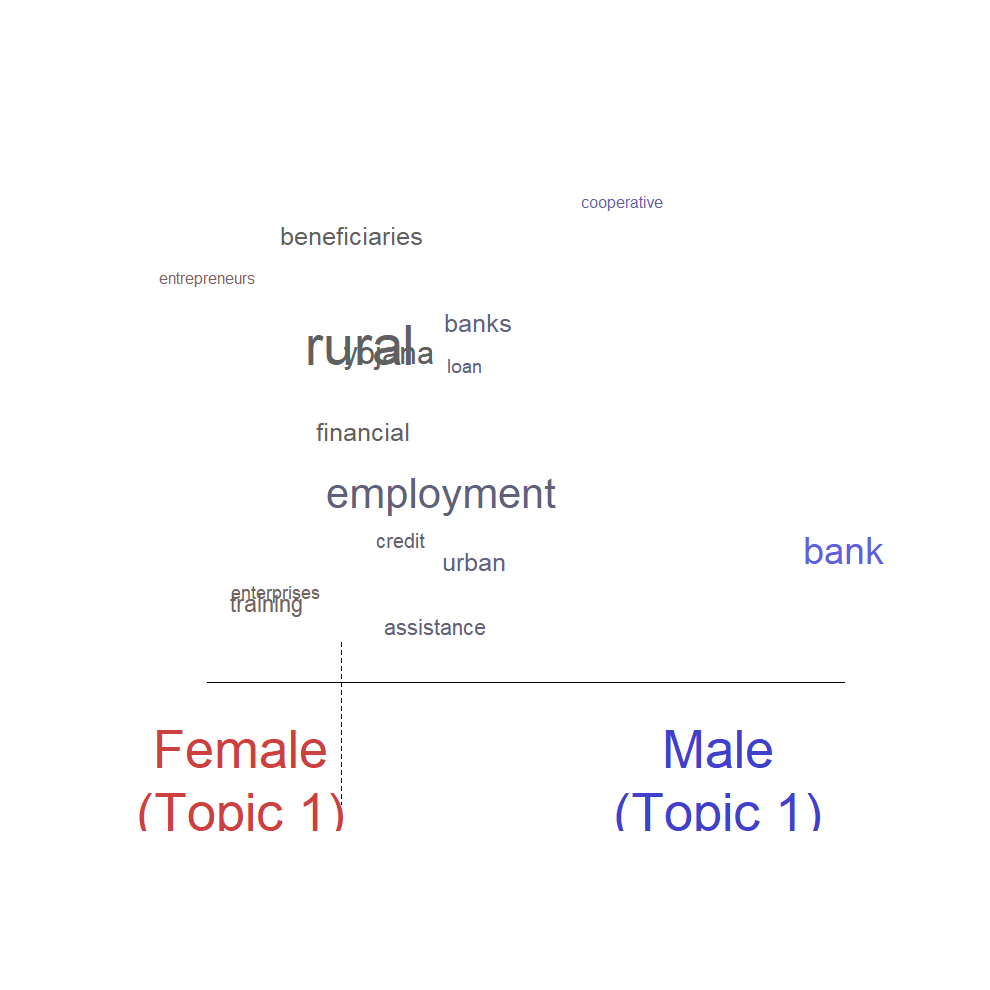 cooperative
beneficiaries
entrepreneurs
banks
rural
yojana
loan
financial
employment
credit
bank
urban
enterprises
training
assistance
Female
(Topic 1)
Male
(Topic 1)